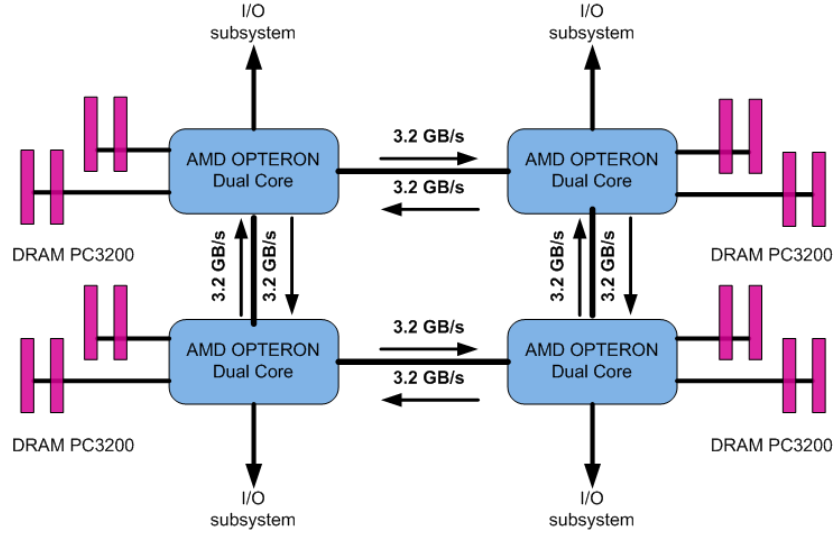 I/O
subsystem
I/O
subsystem
AMD OPTERON
Dual Core
3.2 GB/s
3.2 GB/s
AMD OPTERON
Dual Core
DRAM PC3200
3.2 GB/s
3.2 GB/s
3.2 GB/s
3.2 GB/s
DRAM PC3200
AMD OPTERON
Dual Core
3.2 GB/s
3.2 GB/s
AMD OPTERON
Dual Core
DRAM PC3200
DRAM PC3200
I/O
subsystem
I/O
subsystem